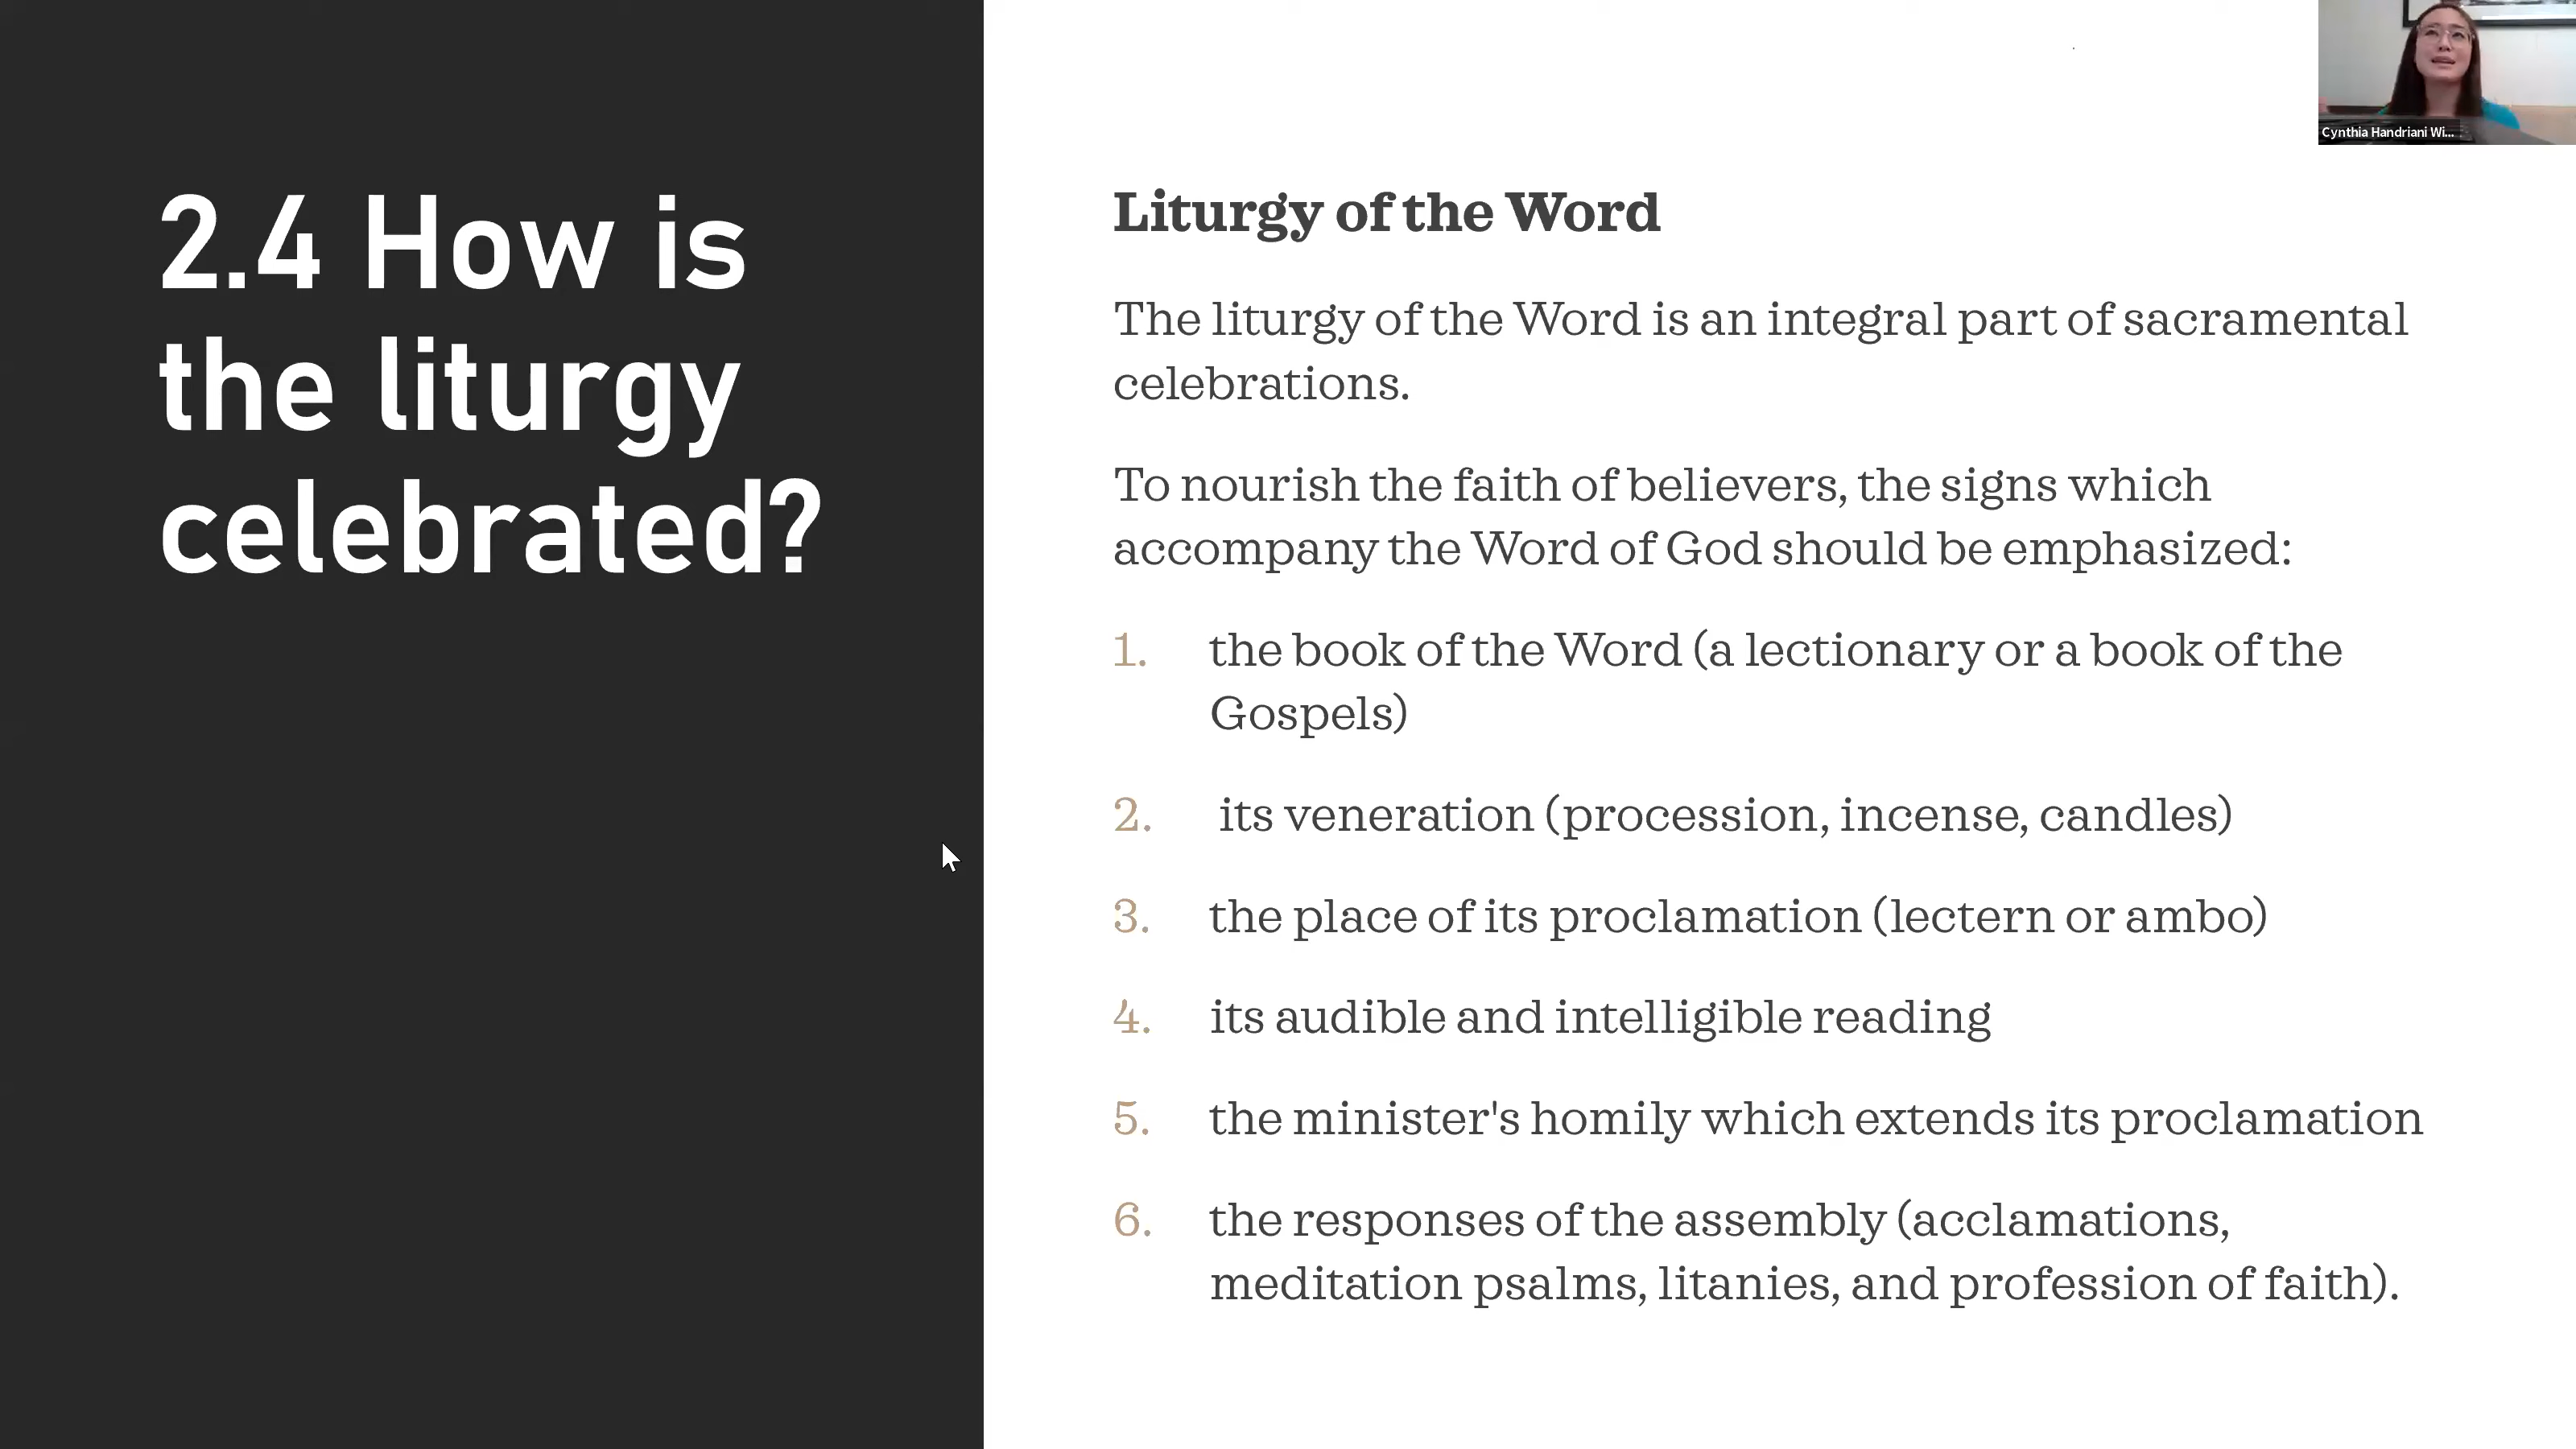 2.4 How is
the liturgy
celebrated?
Cynthia Handriani Wi...
Liturgy of the Word
The liturgy of the Word is an integral part of sacramental
celebrations.
To nourish the faith of believers, the signs which
accompany the Word of God should be emphasized:
1. the book of the Word (a lectionary or a book of the
Gospels)
2. its veneration (procession, incense, candles)
3. the place of its proclamation (lectern or ambo)
4. its audible and intelligible reading
5. the minister's homily which extends its proclamation
6. the responses of the assembly (acclamations,
meditation psalms, litanies, and profession of faith).